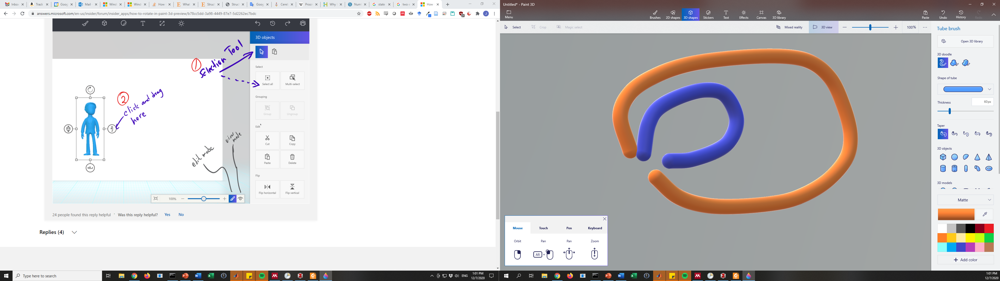 Inbox
Track
Goog
Mail
Wind
Wind
How
What
Struct
Struct
Goog
Cereb
Procr
Why
Num
state
two e
How
answers.microsoft.com/en-us/insider/forum/insider_apps/how-to-rotate-in-paint-3d-preview/b78cc5dd-3a98-4449-87e7-5d2262ec7bdc
3D objects
① Selection Tool
Select
Select all
Multi-select
② click and drag
here
Grouping
Group
Ungroup
Edit
Cut
Copy
view
mode
edit mode
Paste
Delete
Flip
Flip horizontal
Flip vertical
100%
24 people found this reply helpful
Was this reply helpful?
Yes
No
Replies (4)
Type here to search
ENG
1:01 PM
12/7/2020
Untitled* - Paint 3D
Menu
Brushes
2D shapes
3D shapes
Stickers
Text
Effects
Canvas
3D library
Paste
Undo
History
Redo
Select
Crop
Magic select
Mixed reality
3D view
100%
Tube brush
Open 3D library
3D doodle
Shape of tube
Thickness
60px
Taper
3D objects
3D models
Matte
Add color
Mouse
Touch
Pen
Keyboard
Orbit
Pan
Pan
Zoom
Alt +
1:01 PM
12/7/2020